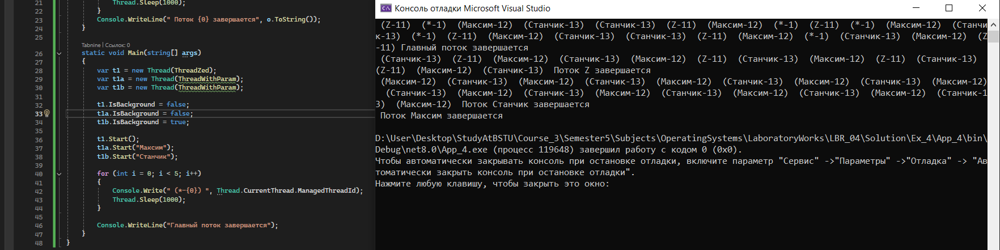 21 Thread.Sleep(1000);
22 }
23 Console.WriteLine(" Поток {0} завершается", o.ToString());
24 }
25
Tabnine | Ссылок: 0
26 static void Main(string[] args)
27 {
28 var t1 = new Thread(ThreadZed);
29 var t1a = new Thread(ThreadWithParam);
30 var t1b = new Thread(ThreadWithParam);
31
32 t1.IsBackground = false;
33 t1a.IsBackground = false;
34 t1b.IsBackground = true;
35
36 t1.Start();
37 t1a.Start("Максим");
38 t1b.Start("Станчик");
39
40 for (int i = 0; i < 5; i++)
41 {
42 Console.Write(" (*-{0}) ", Thread.CurrentThread.ManagedThreadId);
43 Thread.Sleep(1000);
44 }
45
46 Console.WriteLine("Главный поток завершается");
47 }
48 }
C:\ Консоль отладки Microsoft Visual Studio
(Z-11) (*-1) (Максим-12) (Станчик-13) (Станчик-13) (Z-11) (Максим-12) (*-1) (Z-11) (*-1) (Максим-12) (Станчи
к-13) (*-1) (Z-11) (Максим-12) (Станчик-13) (Станчик-13) (Z-11) (Максим-12) (*-1) (Станчик-13) (Максим-12) (Z
-11) Главный поток завершается
(Станчик-13) (Z-11) (Максим-12) (Станчик-13) (Максим-12) (Z-11) (Станчик-13) (Максим-12) (Z-11) (Станчик-13)
(Z-11) (Максим-12) (Станчик-13) Поток Z завершается
(Максим-12) (Станчик-13) (Максим-12) (Станчик-13) (Максим-12) (Станчик-13) (Максим-12) (Станчик-13) (Максим-12)
(Станчик-13) (Максим-12) (Станчик-13) (Максим-12) (Станчик-13) (Максим-12) (Станчик-13) (Максим-12) (Станчик-1
3) (Максим-12) Поток Станчик завершается
Поток Максим завершается
D:\User\Desktop\StudyAtBSTU\Course_3\Semester5\Subjects\OperatingSystems\LaboratoryWorks\LBR_04\Solution\Ex_4\App_4\bin\
Debug\net8.0\App_4.exe (процесс 119648) завершил работу с кодом 0 (0x0).
Чтобы автоматически закрывать консоль при остановке отладки, включите параметр "Сервис" ->"Параметры" ->"Отладка" -> "Ав
томатически закрыть консоль при остановке отладки".
Нажмите любую клавишу, чтобы закрыть это окно: